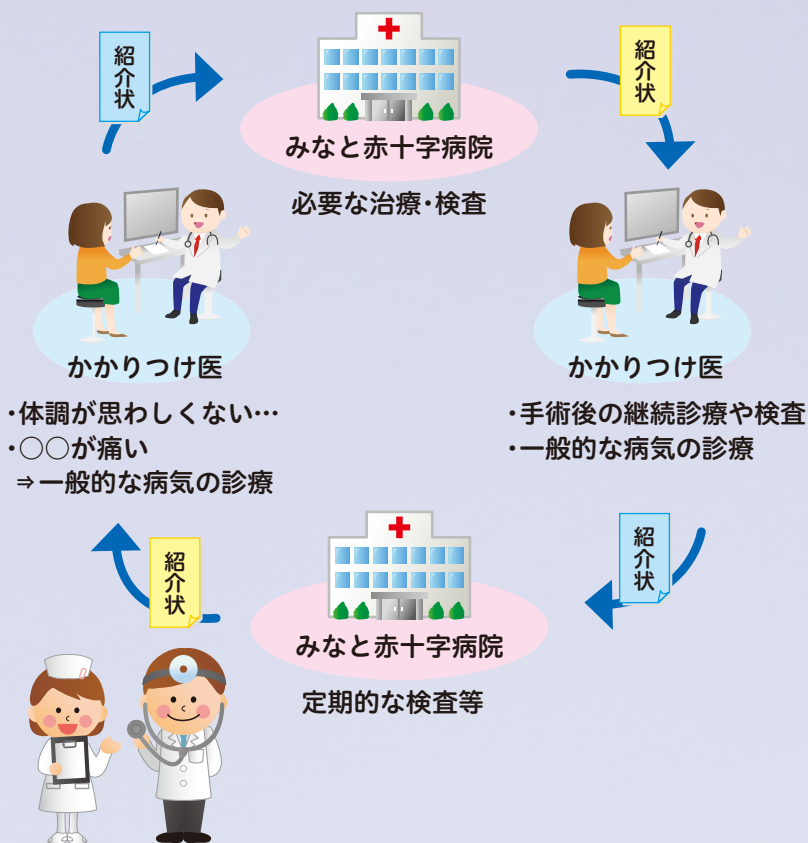 紹介状
紹介状
みなと赤十字病院
必要な治療・検査
かかりつけ医
・体調が思わしくない…
・○○が痛い
⇒一般的な病気の診療
かかりつけ医
・手術後の継続診療や検査
・一般的な病気の診療
紹介状
紹介状
みなと赤十字病院
定期的な検査等